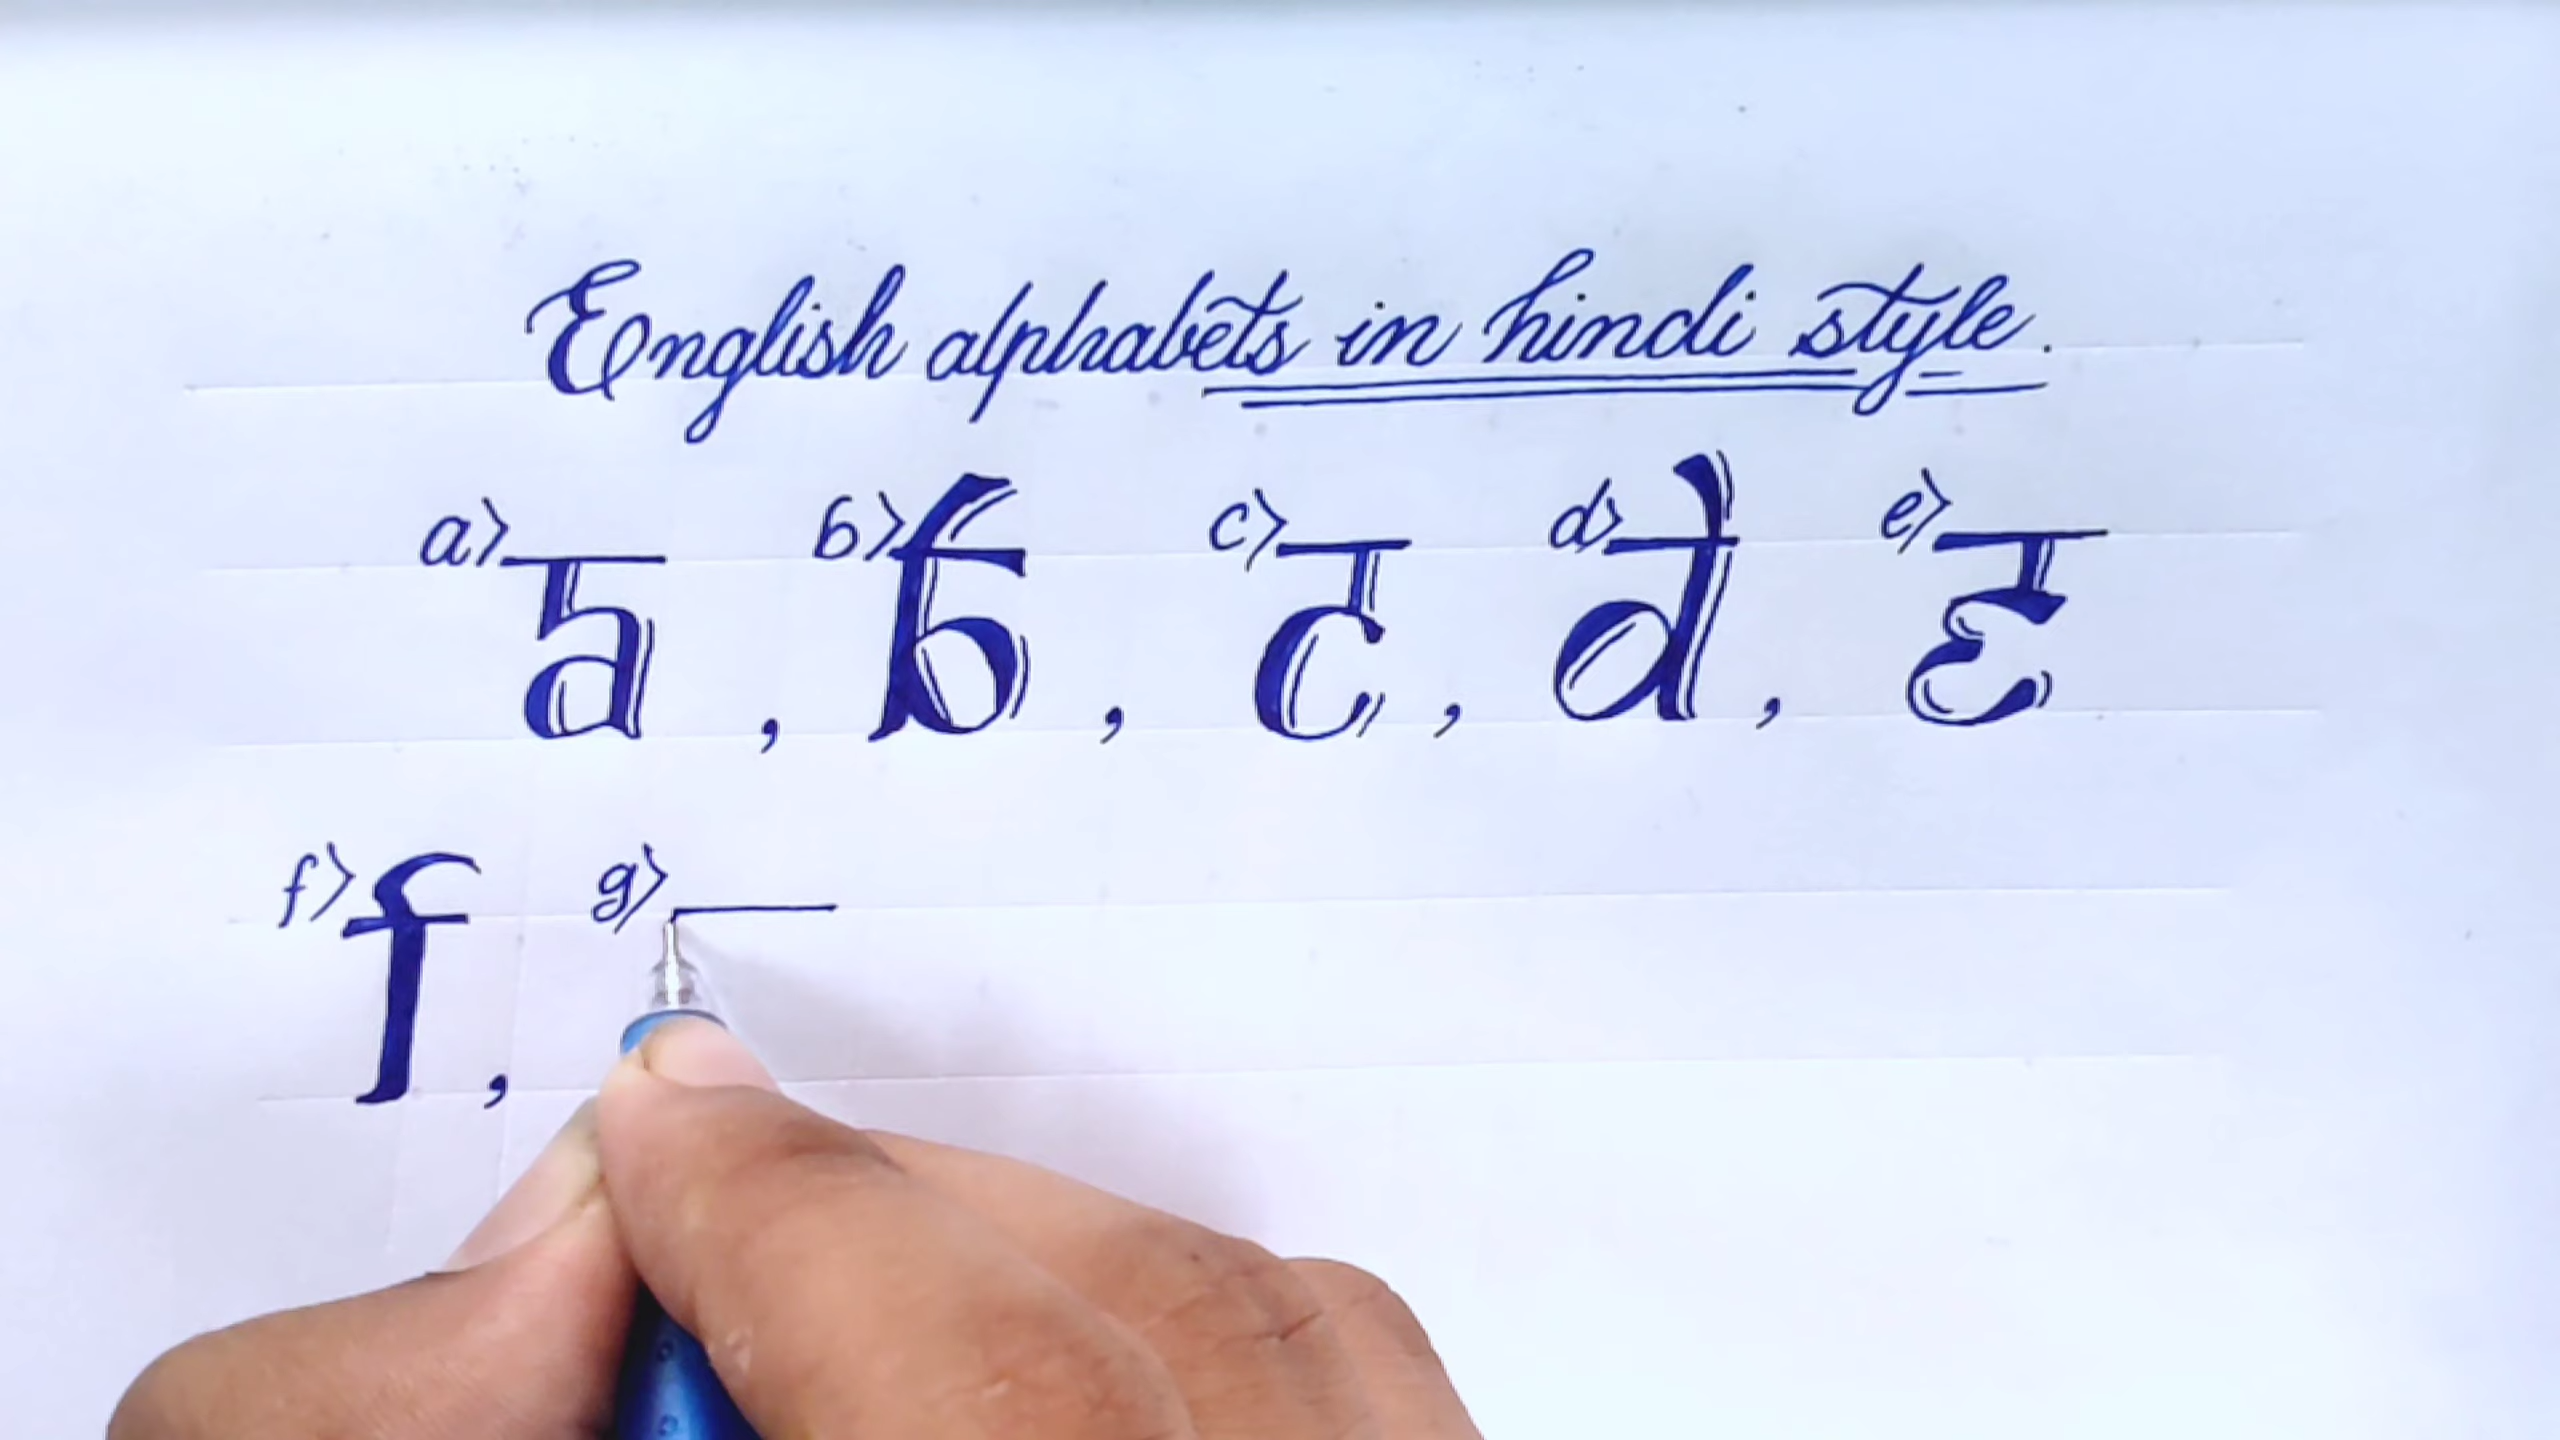 English alphabets in hindi style.
a> a , b> b , c> c , d> d , e> e
f> f , g>